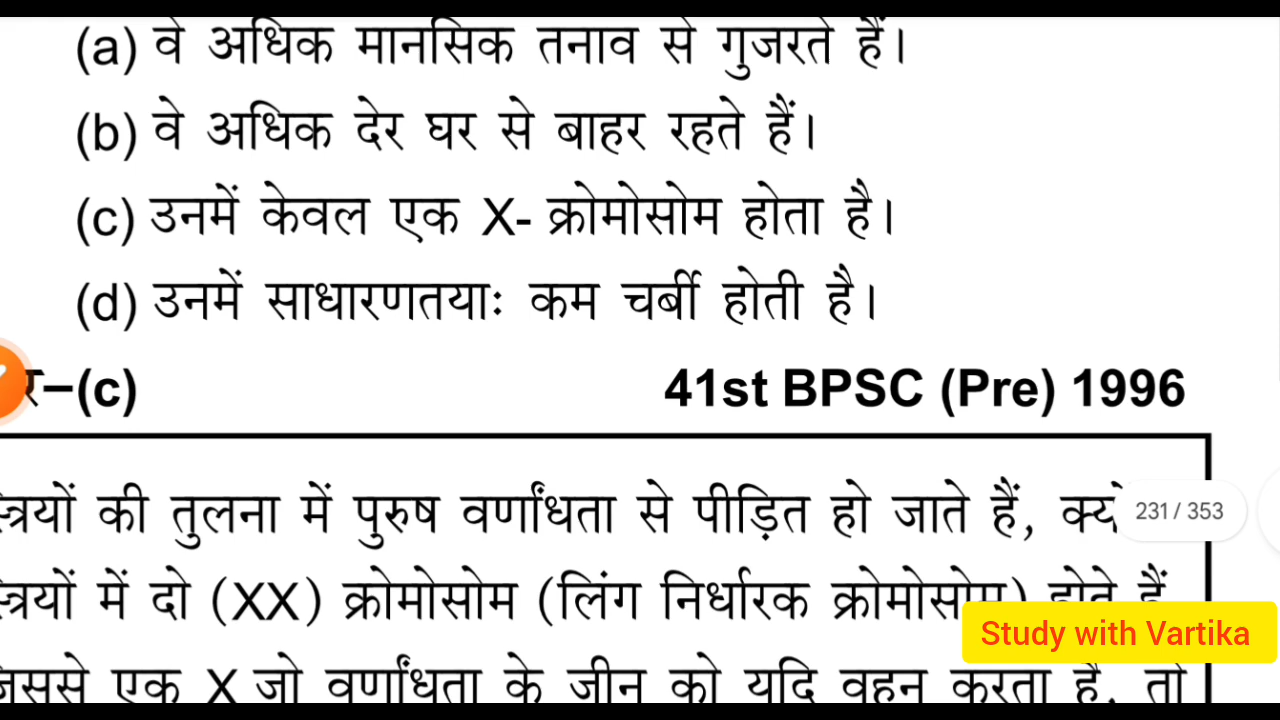 (a) वे अधिक मानसिक तनाव से गुजरते हैं।
(b) वे अधिक देर घर से बाहर रहते हैं।
(c) उनमें केवल एक X- क्रोमोसोम होता है।
(d) उनमें साधारणतयाः कम चर्बी होती है।
र–(c) 41st BPSC (Pre) 1996
की तुलना में पुरुष वर्णांधता से पीड़ित हो जाते हैं,
231 / 353
में दो (XX) क्रोमोसोम (लिंग निर्धारक क्रोमोसोम) होते हैं
Study with Vartika
एक X जो वर्णांधता के जीन को यदि वहन करता है, तो